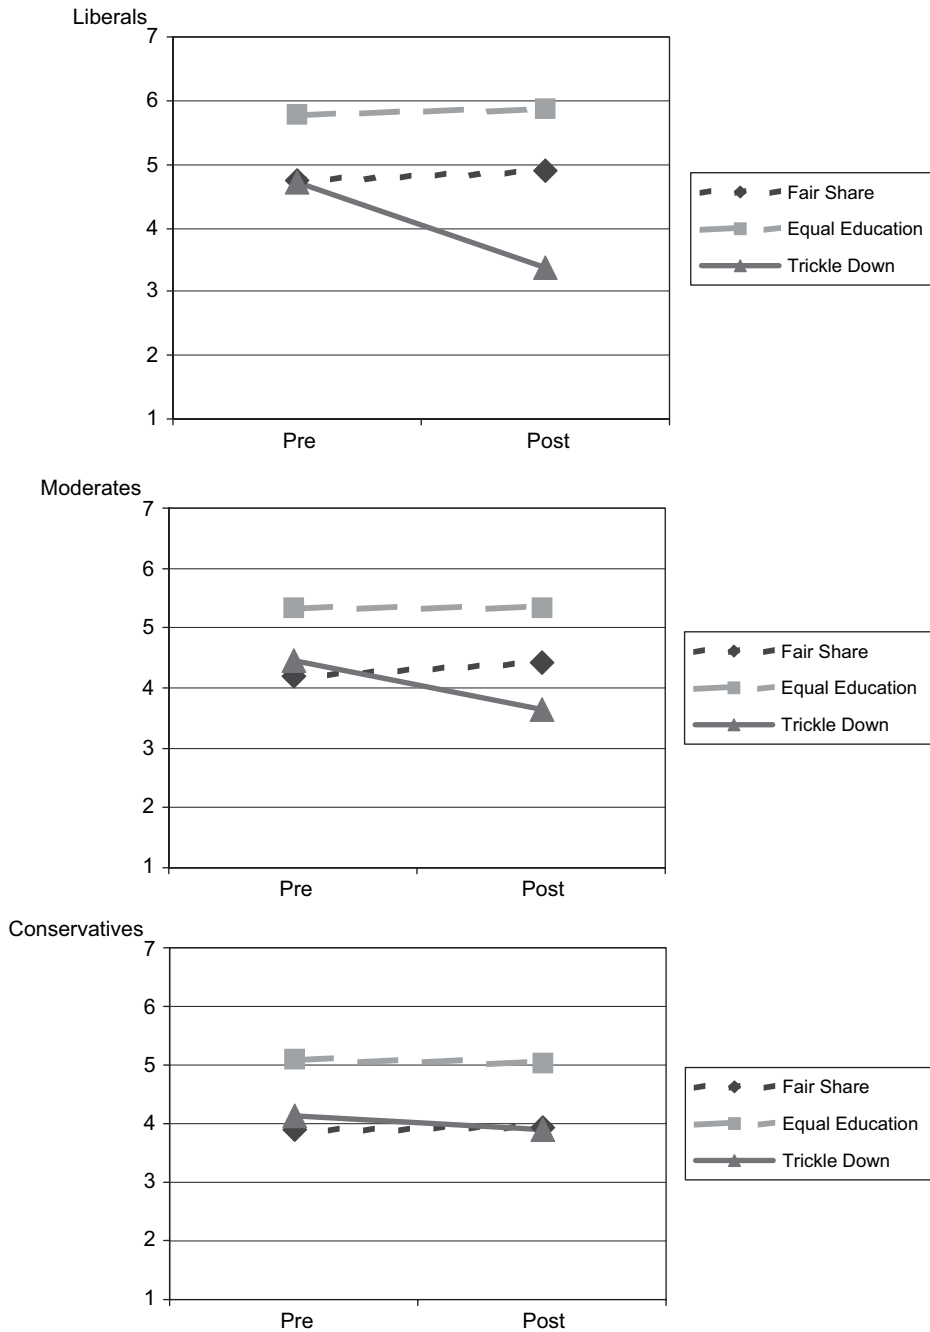 Liberals
7
6
5
4
3
2
1
Pre Post
Fair Share
Equal Education
Trickle Down
Moderates
7
6
5
4
3
2
1
Pre Post
Fair Share
Equal Education
Trickle Down
Conservatives
7
6
5
4
3
2
1
Pre Post
Fair Share
Equal Education
Trickle Down